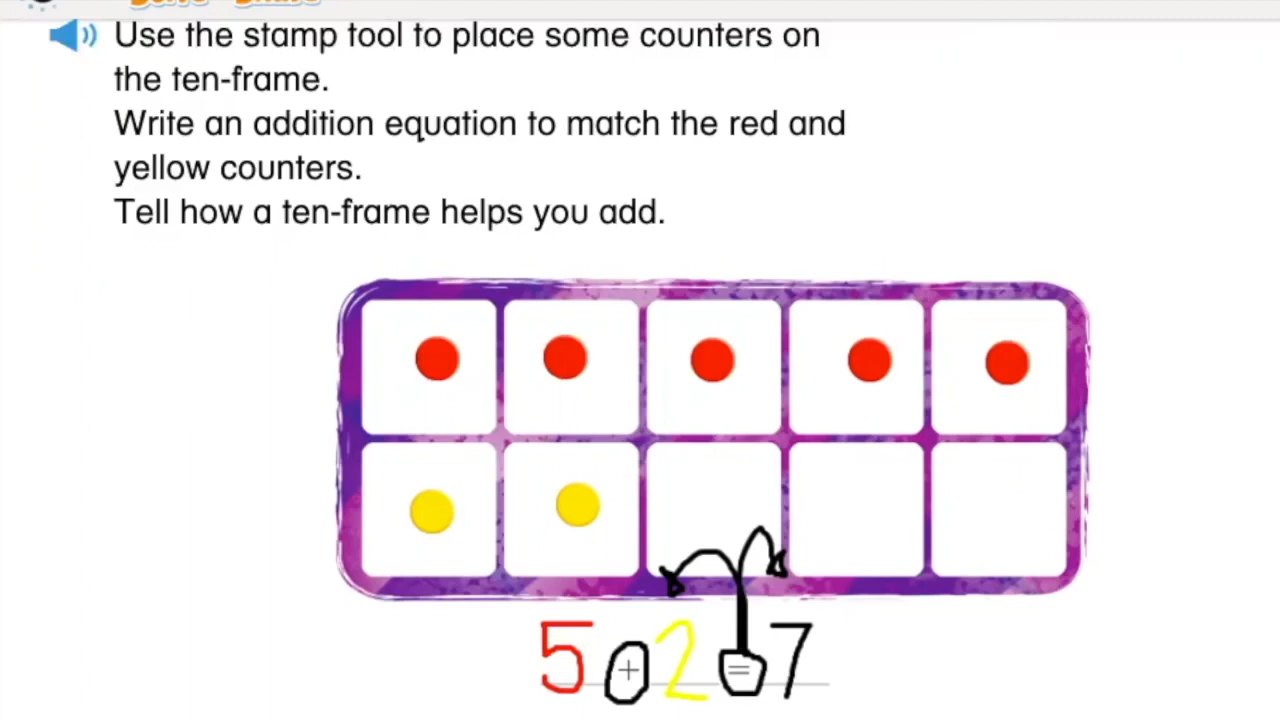 Use the stamp tool to place some counters on
the ten-frame.
Write an addition equation to match the red and
yellow counters.
Tell how a ten-frame helps you add.
5 + 2 = 7